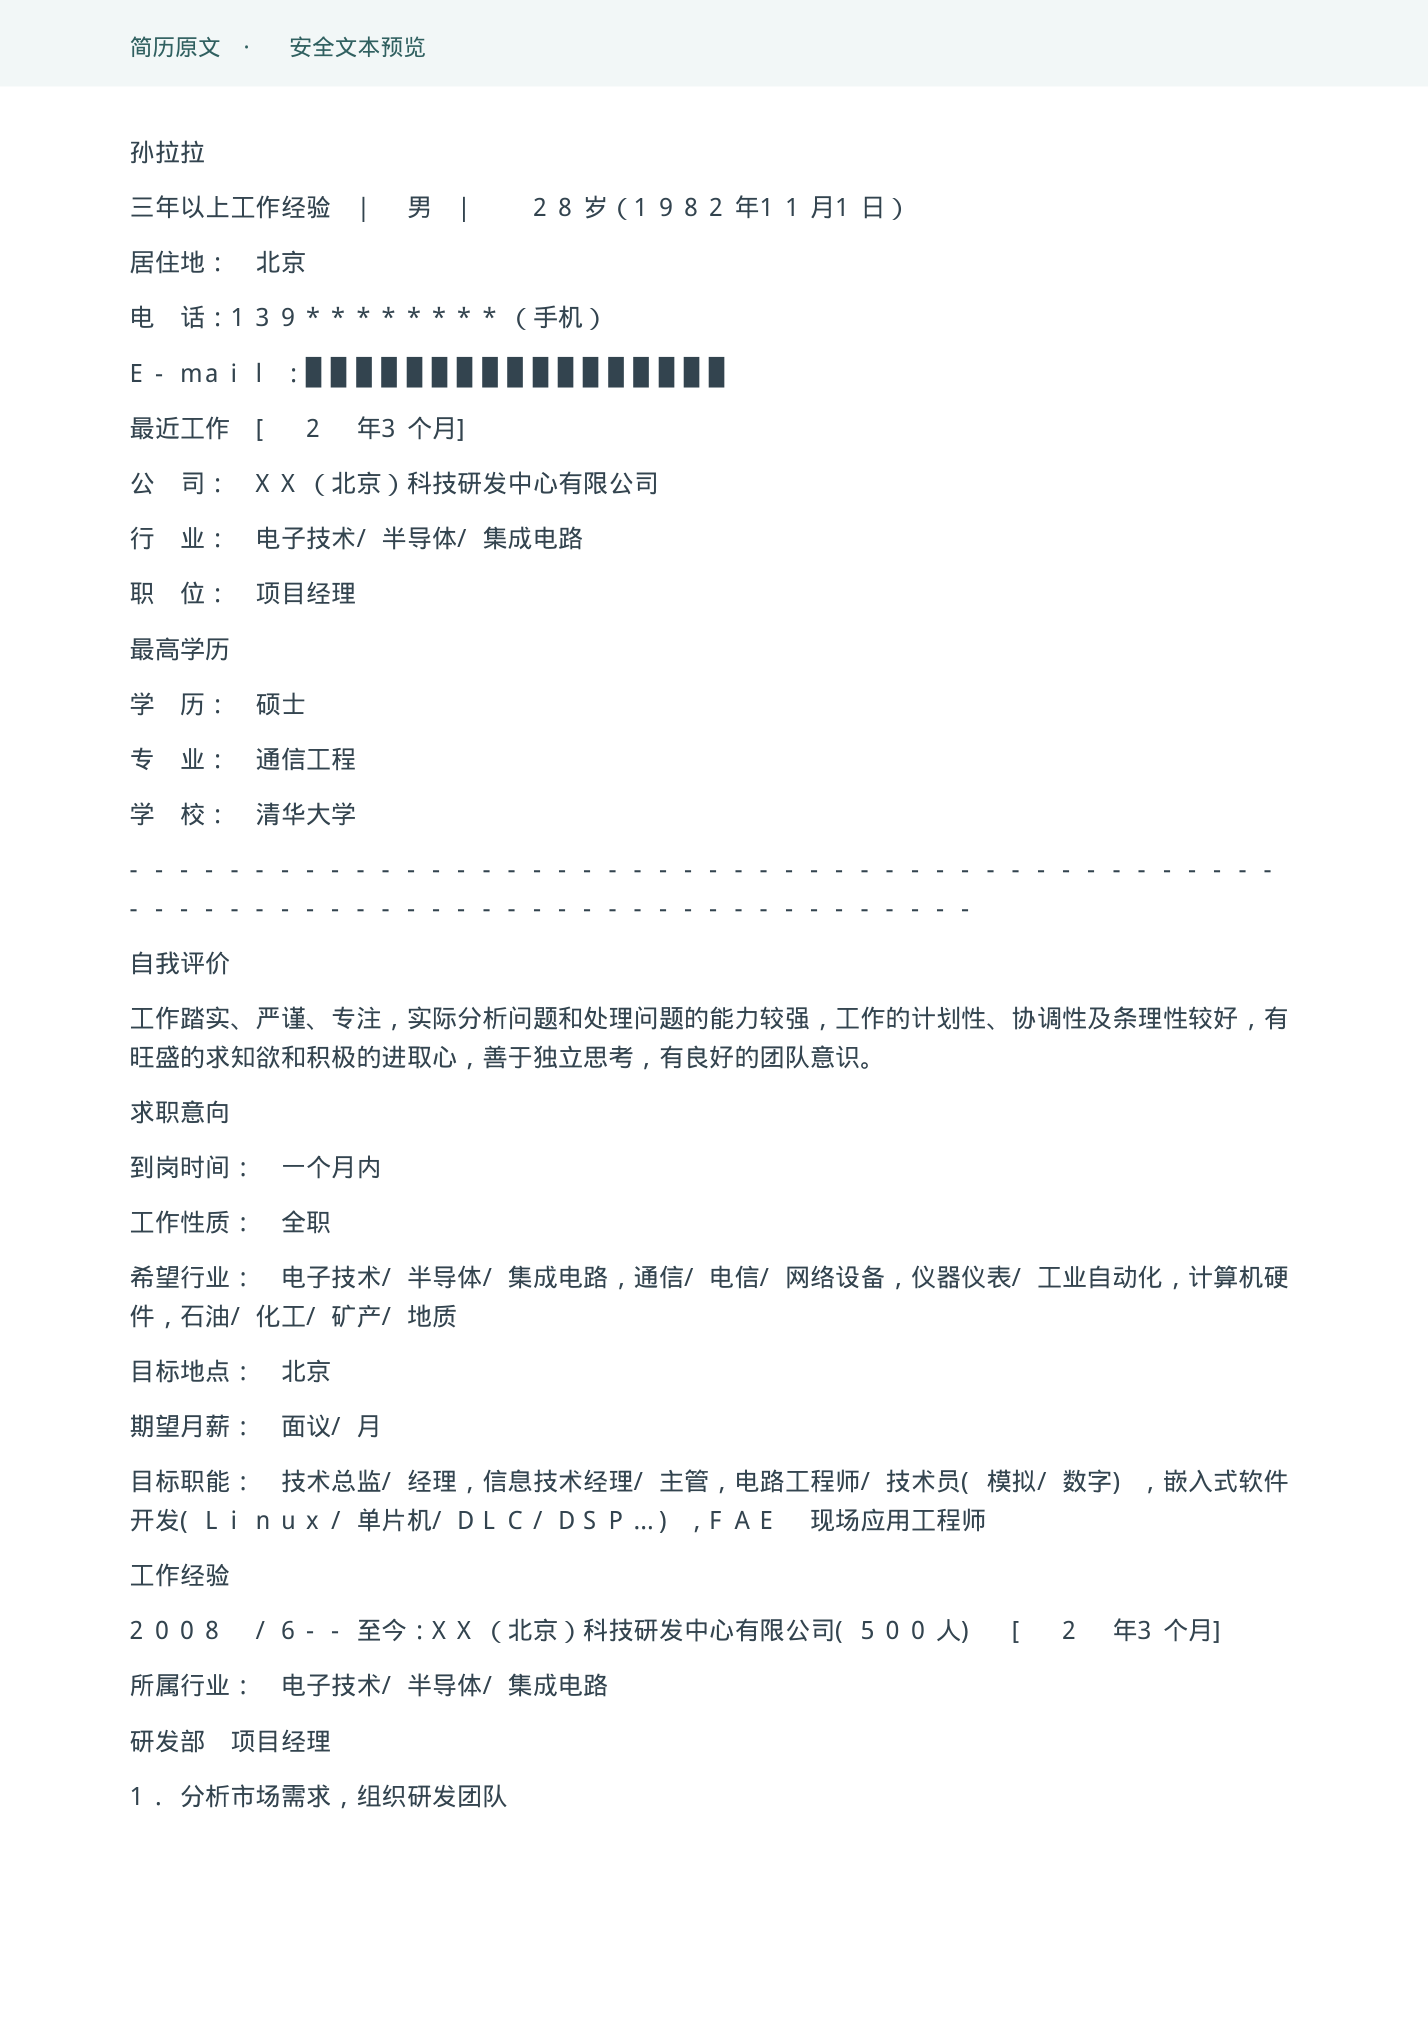 简历原文 · 安全文本预览
孙拉拉
三年以上工作经验 | 男 | 28岁(1982年11月1日)
居住地: 北京
电 话:139********(手机)
E-mail :█████████████████
最近工作 [ 2 年3个月]
公 司: XX(北京)科技研发中心有限公司
行 业: 电子技术/半导体/集成电路
职 位: 项目经理
最高学历
学 历: 硕士
专 业: 通信工程
学 校: 清华大学
----------------------------------------------
----------------------------------
自我评价
工作踏实、严谨、专注,实际分析问题和处理问题的能力较强,工作的计划性、协调性及条理性较好,有
旺盛的求知欲和积极的进取心,善于独立思考,有良好的团队意识。
求职意向
到岗时间: 一个月内
工作性质: 全职
希望行业: 电子技术/半导体/集成电路,通信/电信/网络设备,仪器仪表/工业自动化,计算机硬
件,石油/化工/矿产/地质
目标地点: 北京
期望月薪: 面议/月
目标职能: 技术总监/经理,信息技术经理/主管,电路工程师/技术员(模拟/数字) ,嵌入式软件
开发(Linux/单片机/DLC/DSP…) ,FAE 现场应用工程师
工作经验
2008 /6--至今:XX(北京)科技研发中心有限公司(500人) [ 2 年3个月]
所属行业: 电子技术/半导体/集成电路
研发部 项目经理
1.分析市场需求,组织研发团队